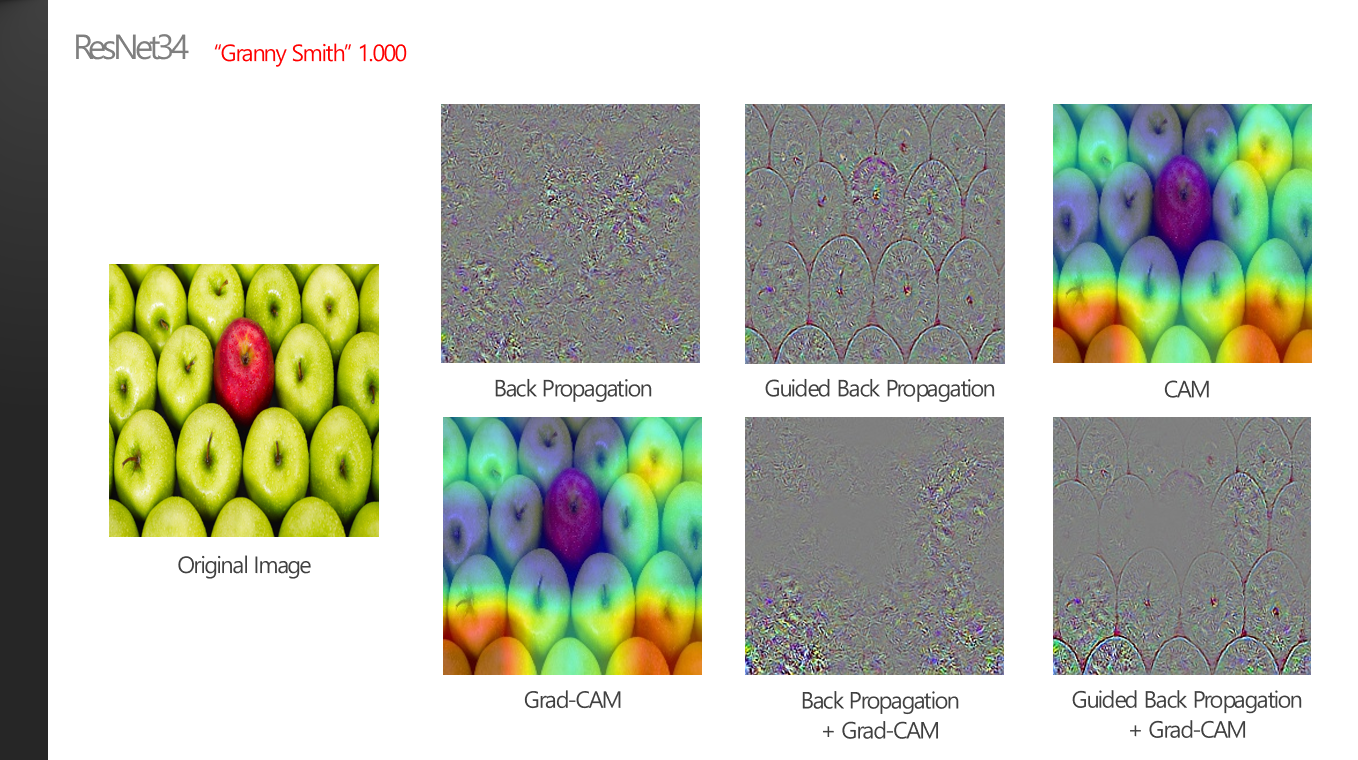 ResNet34 “Granny Smith” 1.000
Back Propagation
Guided Back Propagation
CAM
Original Image
Grad-CAM
Back Propagation
+ Grad-CAM
Guided Back Propagation
+ Grad-CAM